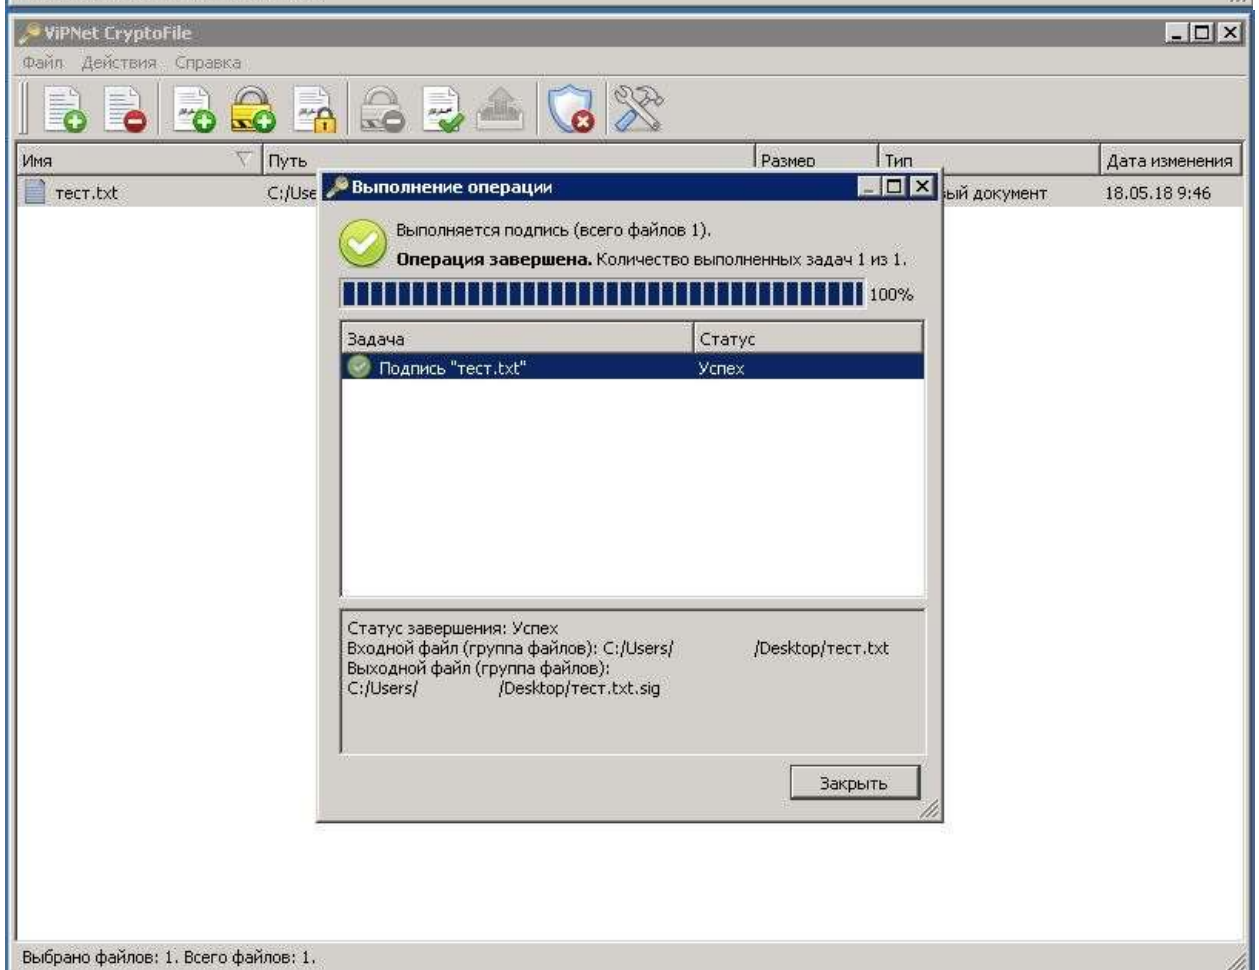 ViPNet CryptoFile
Файл Действия Справка
Имя Путь Размер Тип Дата изменения
тест.txt C:/Use ый документ 18.05.18 9:46
Выполнение операции
Выполняется подпись (всего файлов 1).
Операция завершена. Количество выполненных задач 1 из 1.
100%
Задача Статус
Подпись "тест.txt" Успех
Статус завершения: Успех
Входной файл (группа файлов): C:/Users/ /Desktop/тест.txt
Выходной файл (группа файлов):
C:/Users/ /Desktop/тест.txt.sig
Закрыть
Выбрано файлов: 1. Всего файлов: 1.